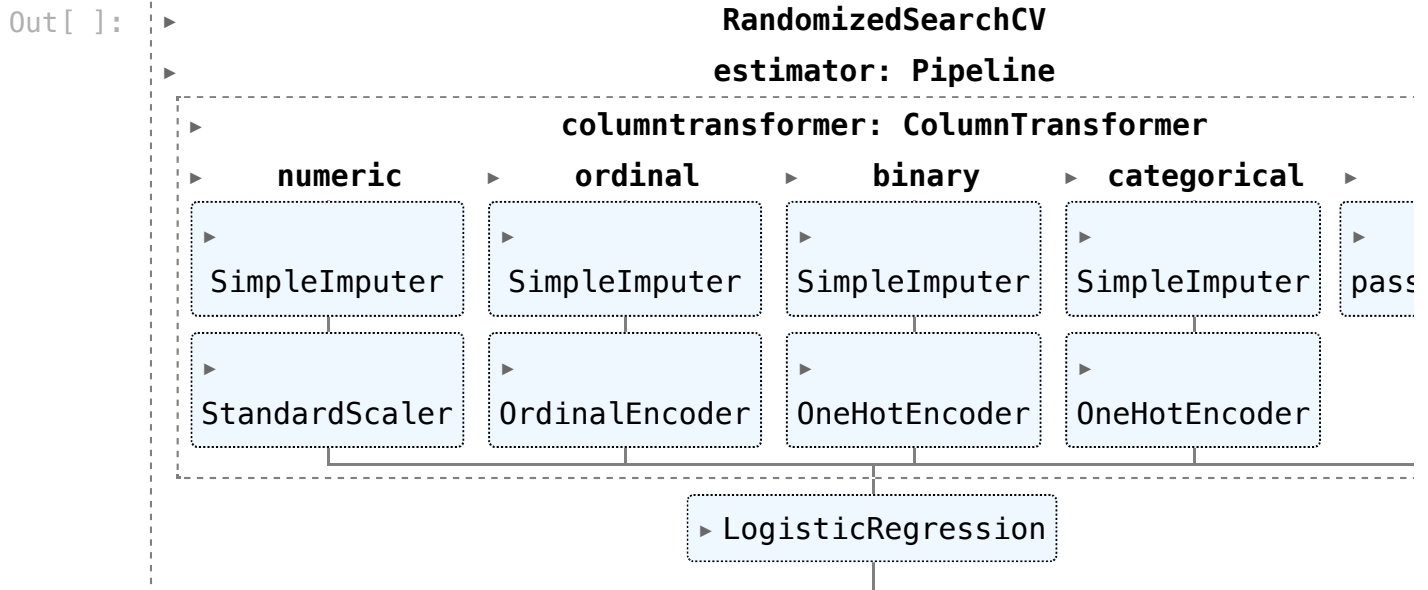 Out[ ]:
RandomizedSearchCV
estimator: Pipeline
columntransformer: ColumnTransformer
numeric ordinal binary categorical
SimpleImputer SimpleImputer SimpleImputer SimpleImputer pass
StandardScaler OrdinalEncoder OneHotEncoder OneHotEncoder
LogisticRegression